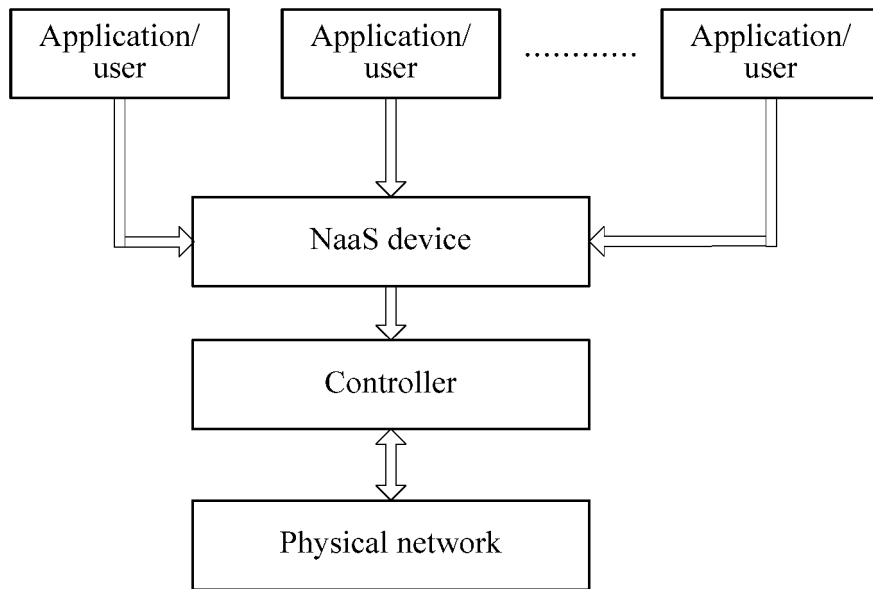 Application/
user
Application/
user
............
Application/
user
NaaS device
Controller
Physical network